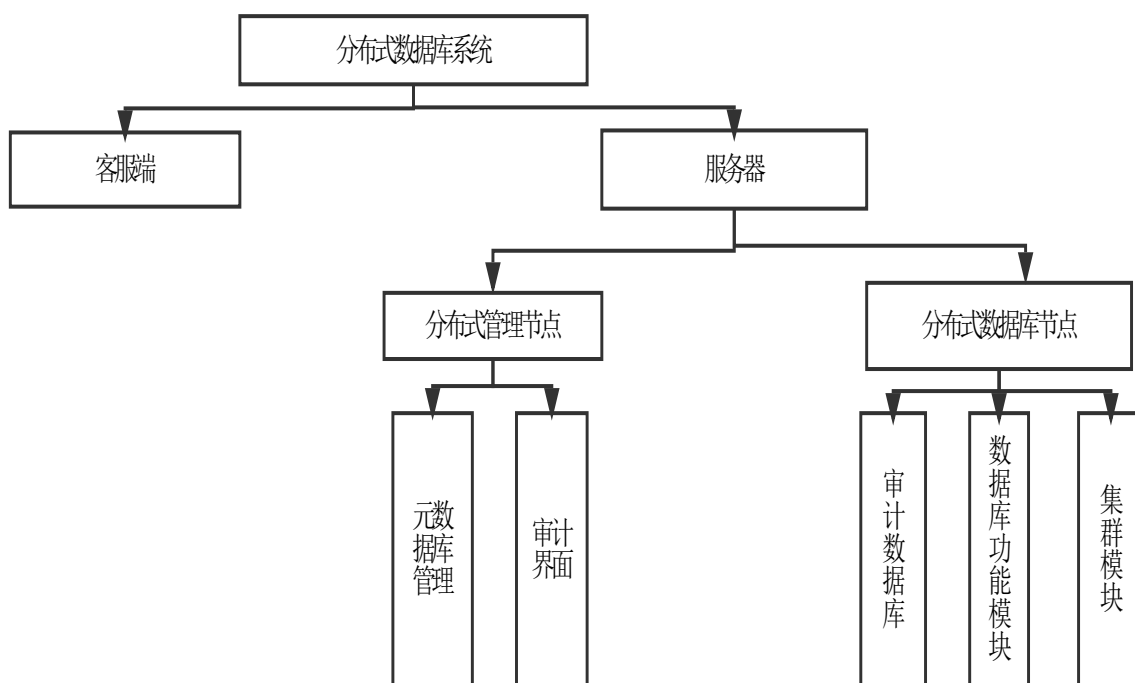 分布式数据库系统
客服端
服务器
分布式管理节点
分布式数据库节点
元数
据库
管理
审计
界面
审计数据库
数据库功能模块
集群模块